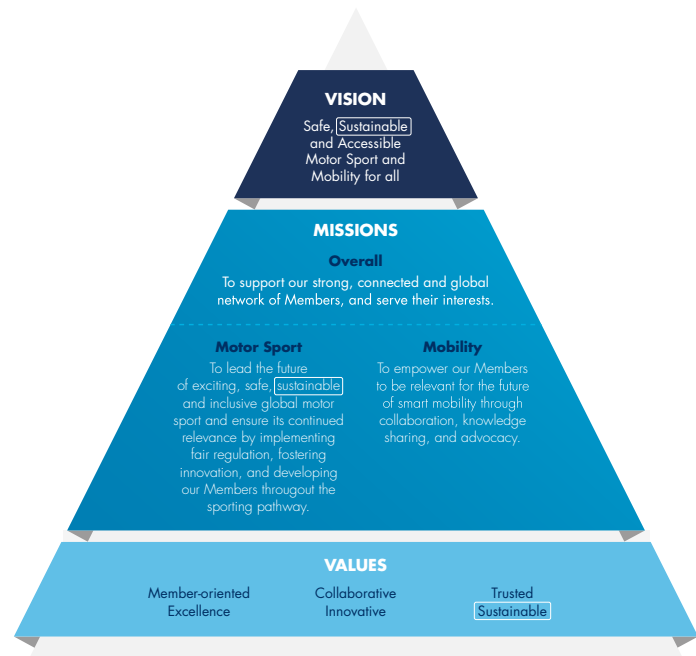 VISION
Safe, Sustainable
and Accessible
Motor Sport and
Mobility for all
MISSIONS
Overall
To support our strong, connected and global
network of Members, and serve their interests.
Motor Sport
To lead the future
of exciting, safe, sustainable
and inclusive global motor
sport and ensure its continued
relevance by implementing
fair regulation, fostering
innovation, and developing
our Members througout the
sporting pathway.
Mobility
To empower our Members
to be relevant for the future
of smart mobility through
collaboration, knowledge
sharing, and advocacy.
VALUES
Member-oriented
Excellence
Collaborative
Innovative
Trusted
Sustainable